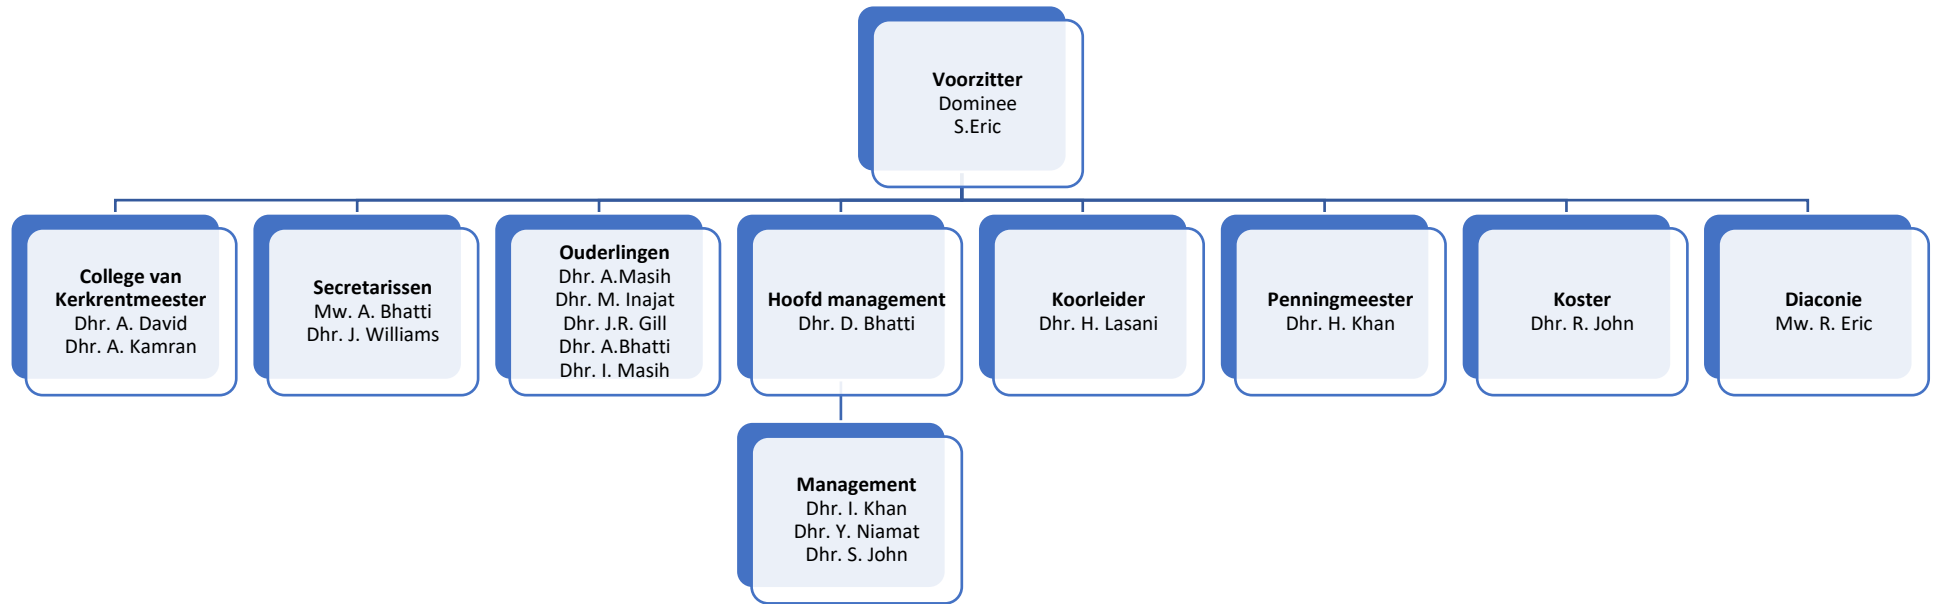 Voorzitter
Dominee
S.Eric
College van
Kerkrentmeester
Dhr. A. David
Dhr. A. Kamran
Secretarissen
Mw. A. Bhatti
Dhr. J. Williams
Ouderlingen
Dhr. A.Masih
Dhr. M. Inajat
Dhr. J.R. Gill
Dhr. A.Bhatti
Dhr. I. Masih
Hoofd management
Dhr. D. Bhatti
Koorleider
Dhr. H. Lasani
Penningmeester
Dhr. H. Khan
Koster
Dhr. R. John
Diaconie
Mw. R. Eric
Management
Dhr. I. Khan
Dhr. Y. Niamat
Dhr. S. John